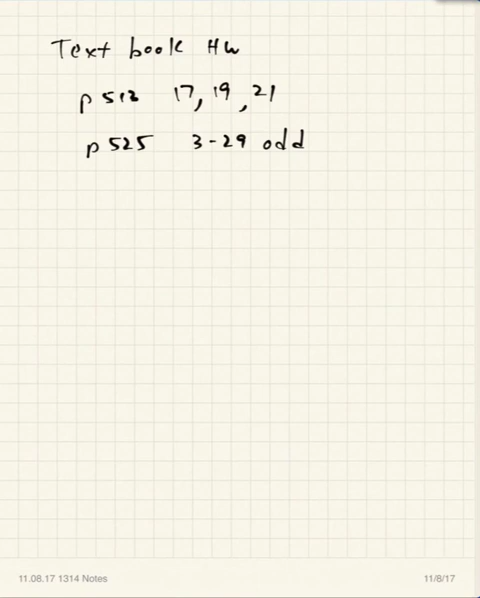 Text book HW
p 512 17, 19, 21
p 525 3-29 odd
11.08.17 1314 Notes
11/8/17